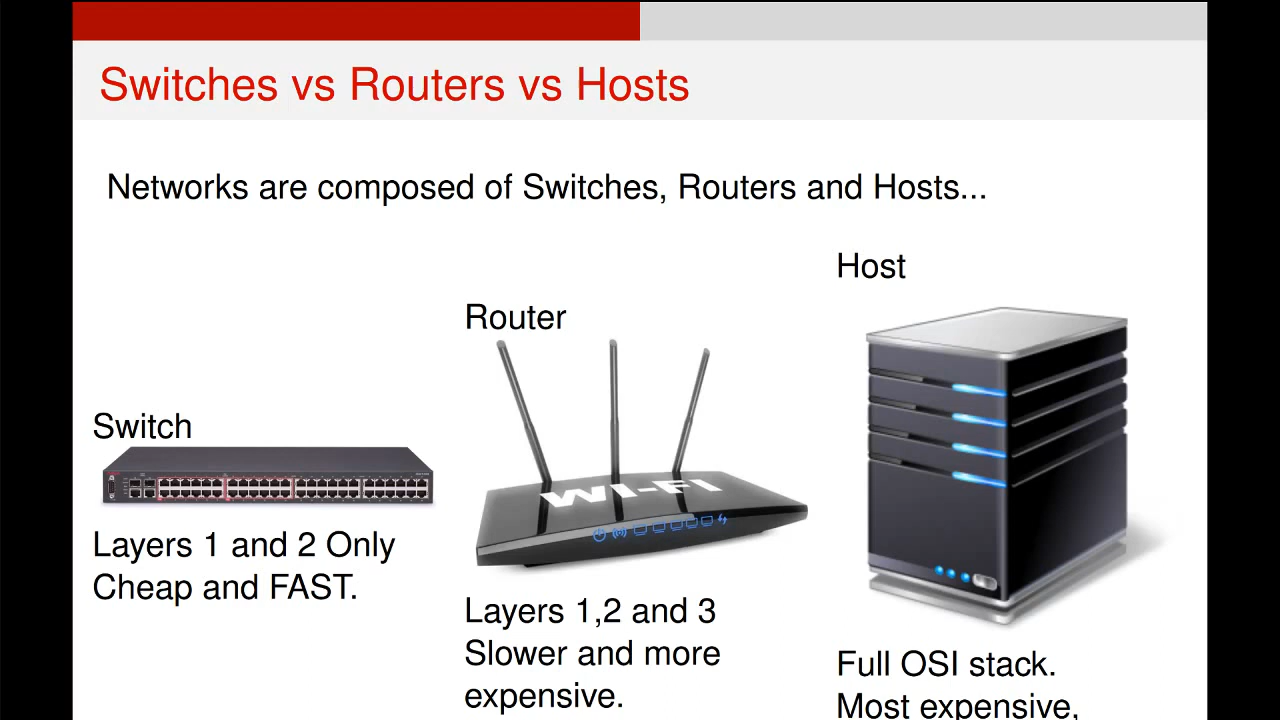 Switches vs Routers vs Hosts
Networks are composed of Switches, Routers and Hosts...
Switch
Layers 1 and 2 Only
Cheap and FAST.
Router
WI-FI
Layers 1,2 and 3
Slower and more
expensive.
Host
Full OSI stack.
Most expensive,